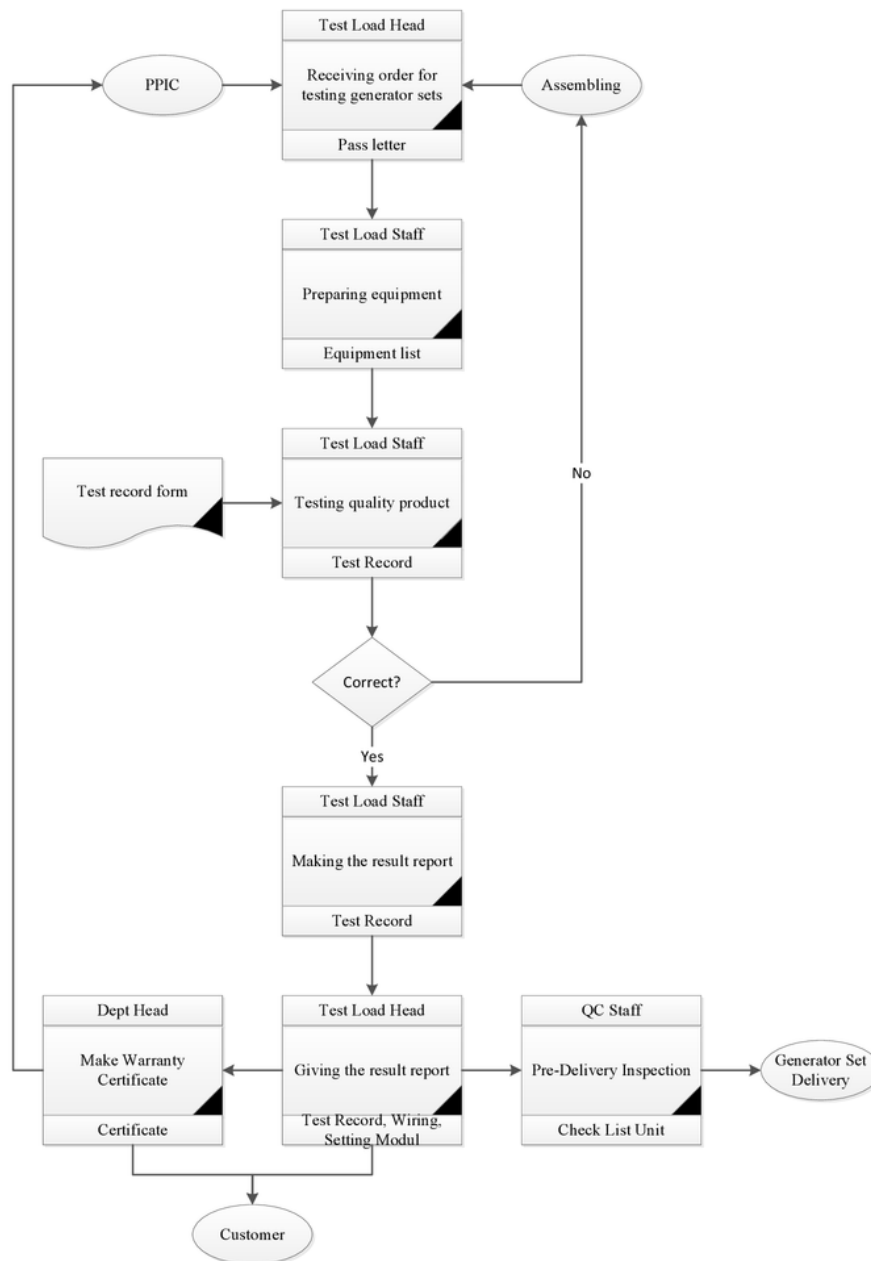 Test Load Head
PPIC
Receiving order for
testing generator sets
Assembling
Pass letter
Test Load Staff
Preparing equipment
Equipment list
Test Load Staff
Test record form
Testing quality product
No
Test Record
Correct?
Yes
Test Load Staff
Making the result report
Test Record
Dept Head
Make Warranty
Certificate
Certificate
Test Load Head
Giving the result report
Test Record, Wiring,
Setting Modul
QC Staff
Pre-Delivery Inspection
Check List Unit
Generator Set
Delivery
Customer